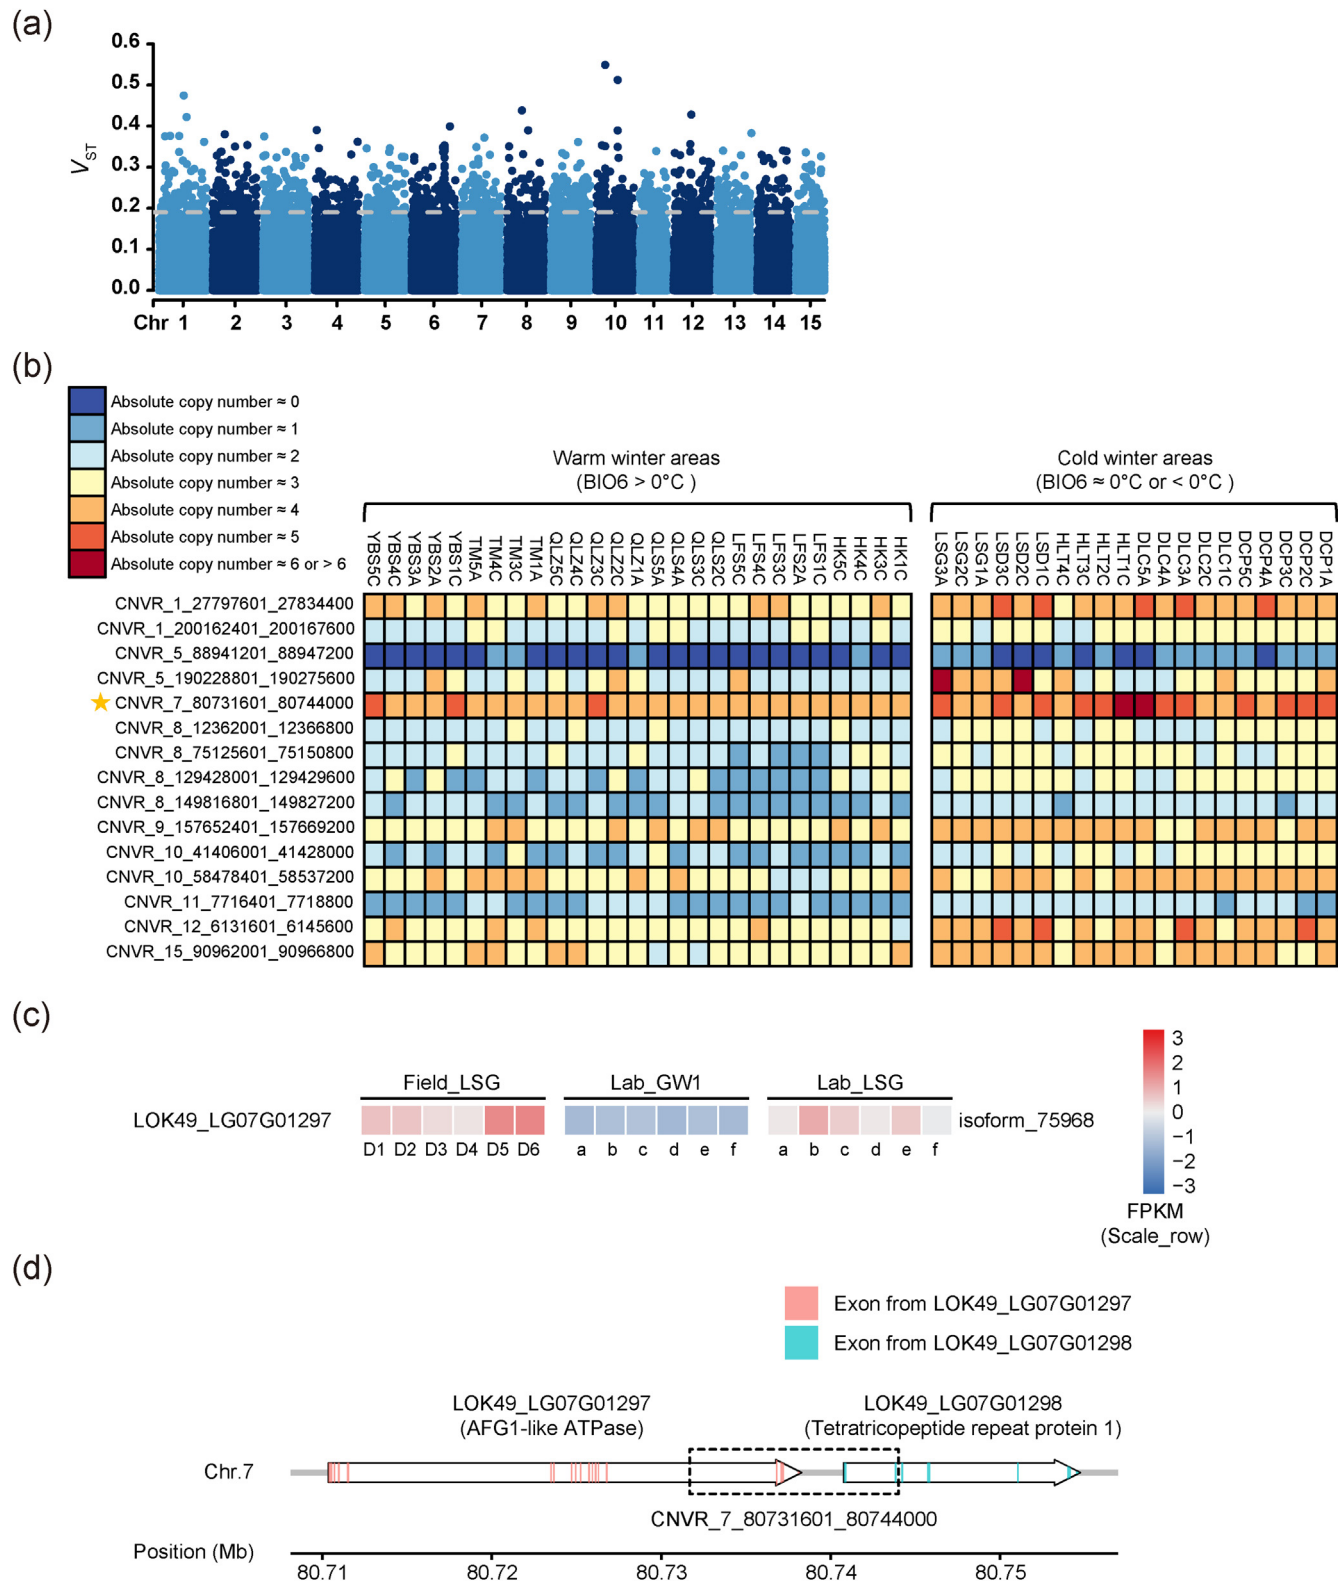 (a)
0.6
0.5
0.4
0.3
0.2
0.1
0.0
VST
Chr 1 2 3 4 5 6 7 8 9 10 11 12 13 14 15
(b)
Absolute copy number ≈ 0
Absolute copy number ≈ 1
Absolute copy number ≈ 2
Absolute copy number ≈ 3
Absolute copy number ≈ 4
Absolute copy number ≈ 5
Absolute copy number ≈ 6 or > 6
Warm winter areas
(BIO6 > 0°C )
Cold winter areas
(BIO6 ≈ 0°C or < 0°C )
YBS5C YBS4C YBS3A YBS2A YBS1C TM5A TM4C TM3C TM1A QLZ5C QLZ4C QLZ3C QLZ2C QLZ1A QLS5A QLS4A QLS3C QLS2C LFS5C LFS4C LFS3C LFS2A LFS1C HK5C HK4C HK3C HK1C
LSG3A LSG2C LSG1A LSD3C LSD2C LSD1C HLT4C HLT3C HLT2C HLT1C DLC5A DLC4A DLC3A DLC2C DLC1C DCP5C DCP4A DCP3C DCP2C DCP1A
CNVR_1_27797601_27834400
CNVR_1_200162401_200167600
CNVR_5_88941201_88947200
CNVR_5_190228801_190275600
CNVR_7_80731601_80744000
CNVR_8_12362001_12366800
CNVR_8_75125601_75150800
CNVR_8_129428001_129429600
CNVR_8_149816801_149827200
CNVR_9_157652401_157669200
CNVR_10_41406001_41428000
CNVR_10_58478401_58537200
CNVR_11_7716401_7718800
CNVR_12_6131601_6145600
CNVR_15_90962001_90966800
(c)
Field_LSG Lab_GW1 Lab_LSG
LOK49_LG07G01297 isoform_75968
D1 D2 D3 D4 D5 D6 a b c d e f a b c d e f
3
2
1
0
−1
−2
−3
FPKM
(Scale_row)
(d)
Exon from LOK49_LG07G01297
Exon from LOK49_LG07G01298
LOK49_LG07G01297 LOK49_LG07G01298
(AFG1-like ATPase) (Tetratricopeptide repeat protein 1)
Chr.7
CNVR_7_80731601_80744000
Position (Mb)
80.71 80.72 80.73 80.74 80.75